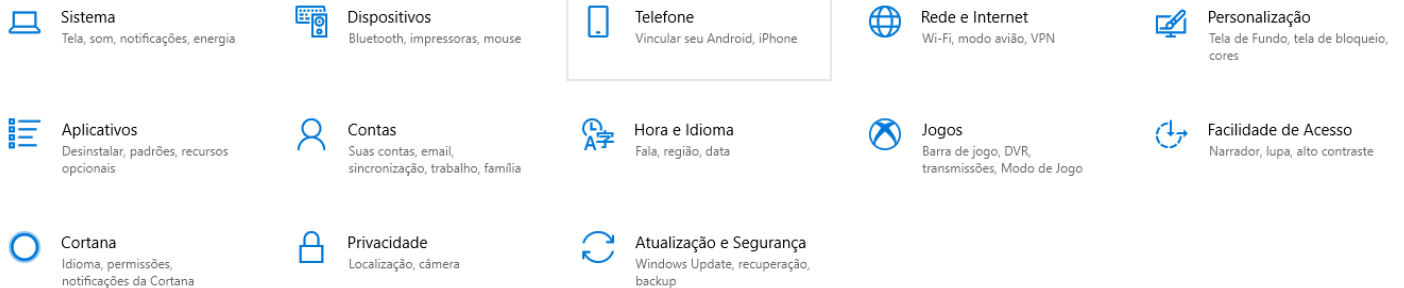 Sistema
Tela, som, notificações, energia
Dispositivos
Bluetooth, impressoras, mouse
Telefone
Vincular seu Android, iPhone
Rede e Internet
Wi-Fi, modo avião, VPN
Personalização
Tela de Fundo, tela de bloqueio,
cores
Aplicativos
Desinstalar, padrões, recursos
opcionais
Contas
Suas contas, email,
sincronização, trabalho, família
Hora e Idioma
Fala, região, data
Jogos
Barra de jogo, DVR,
transmissões, Modo de Jogo
Facilidade de Acesso
Narrador, lupa, alto contraste
Cortana
Idioma, permissões,
notificações da Cortana
Privacidade
Localização, câmera
Atualização e Segurança
Windows Update, recuperação,
backup